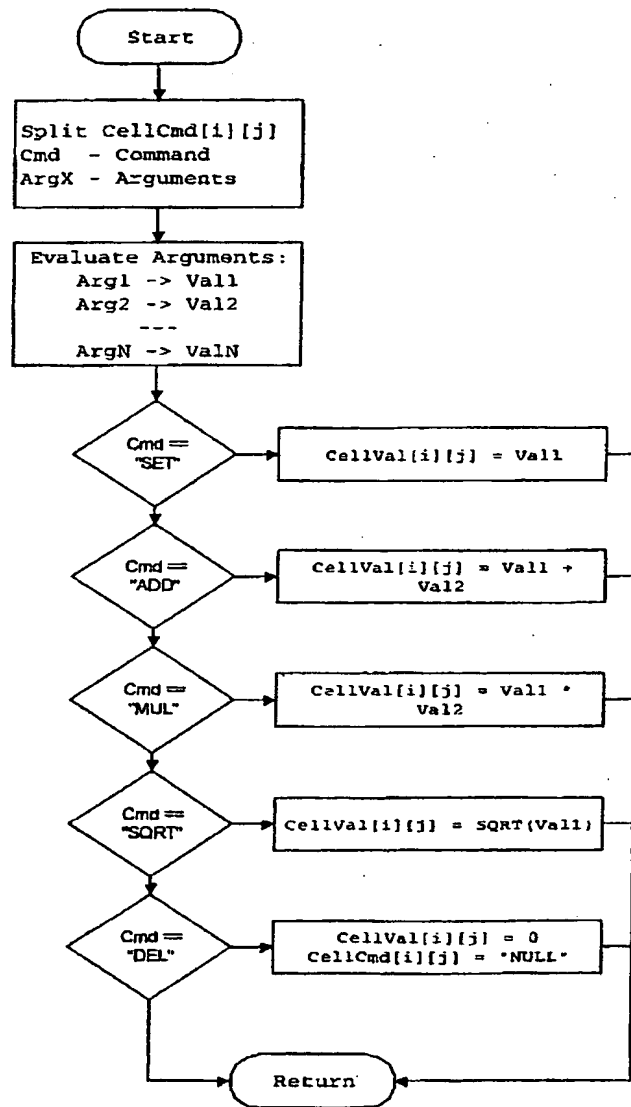 Start
Split CellCmd[i][j]
Cmd - Command
ArgX - Arguments
Evaluate Arguments:
Arg1 -> Val1
Arg2 -> Val2
---
ArgN -> ValN
Cmd ==
"SET"
CellVal[i][j] = Val1
Cmd ==
"ADD"
CellVal[i][j] = Val1 +
Val2
Cmd ==
"MUL"
CellVal[i][j] = Val1 *
Val2
Cmd ==
"SQRT"
CellVal[i][j] = SQRT(Val1)
Cmd ==
"DEL"
CellVal[i][j] = 0
CellCmd[i][j] = "NULL"
Return